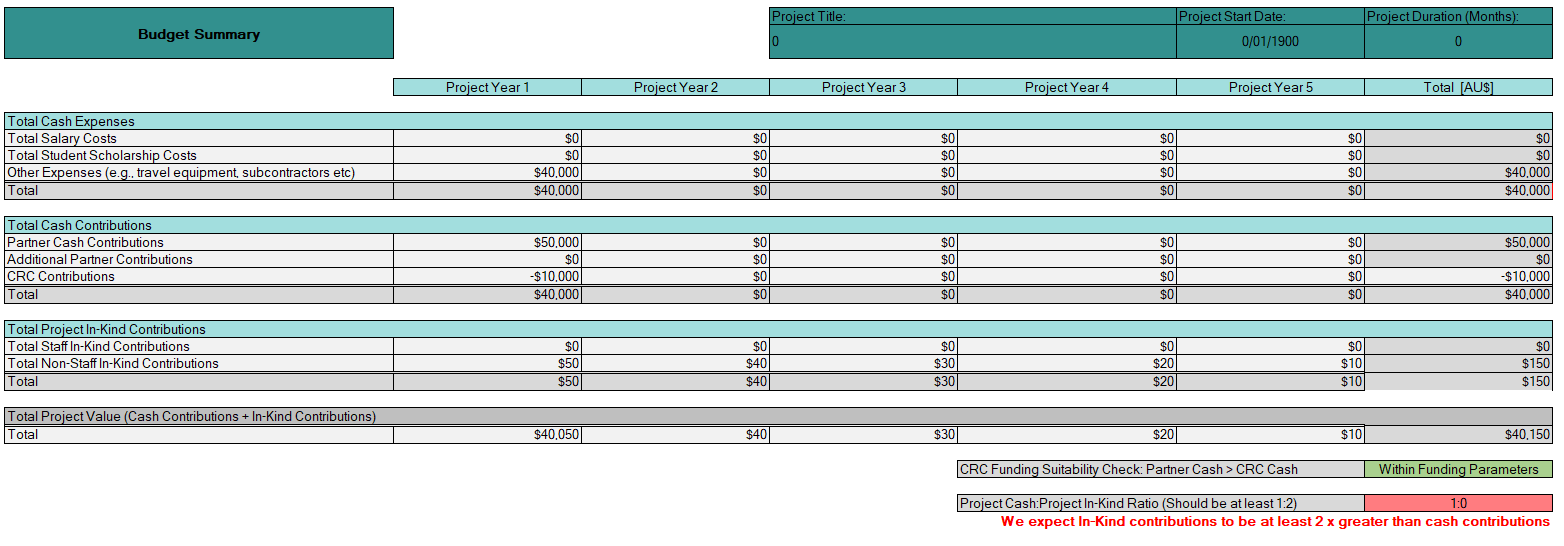 Budget Summary
Project Title: Project Start Date: Project Duration (Months):
0 0/01/1900 0
Project Year 1 Project Year 2 Project Year 3 Project Year 4 Project Year 5 Total [AU$]
Total Cash Expenses
Total Salary Costs $0 $0 $0 $0 $0 $0
Total Student Scholarship Costs $0 $0 $0 $0 $0 $0
Other Expenses (e.g., travel equipment, subcontractors etc) $40,000 $0 $0 $0 $0 $40,000
Total $40,000 $0 $0 $0 $0 $40,000
Total Cash Contributions
Partner Cash Contributions $50,000 $0 $0 $0 $0 $50,000
Additional Partner Contributions $0 $0 $0 $0 $0 $0
CRC Contributions -$10,000 $0 $0 $0 $0 -$10,000
Total $40,000 $0 $0 $0 $0 $40,000
Total Project In-Kind Contributions
Total Staff In-Kind Contributions $0 $0 $0 $0 $0 $0
Total Non-Staff In-Kind Contributions $50 $40 $30 $20 $10 $150
Total $50 $40 $30 $20 $10 $150
Total Project Value (Cash Contributions + In-Kind Contributions)
Total $40,050 $40 $30 $20 $10 $40,150
CRC Funding Suitability Check: Partner Cash > CRC Cash Within Funding Parameters
Project Cash:Project In-Kind Ratio (Should be at least 1:2) 1:0
We expect In-Kind contributions to be at least 2 x greater than cash contributions